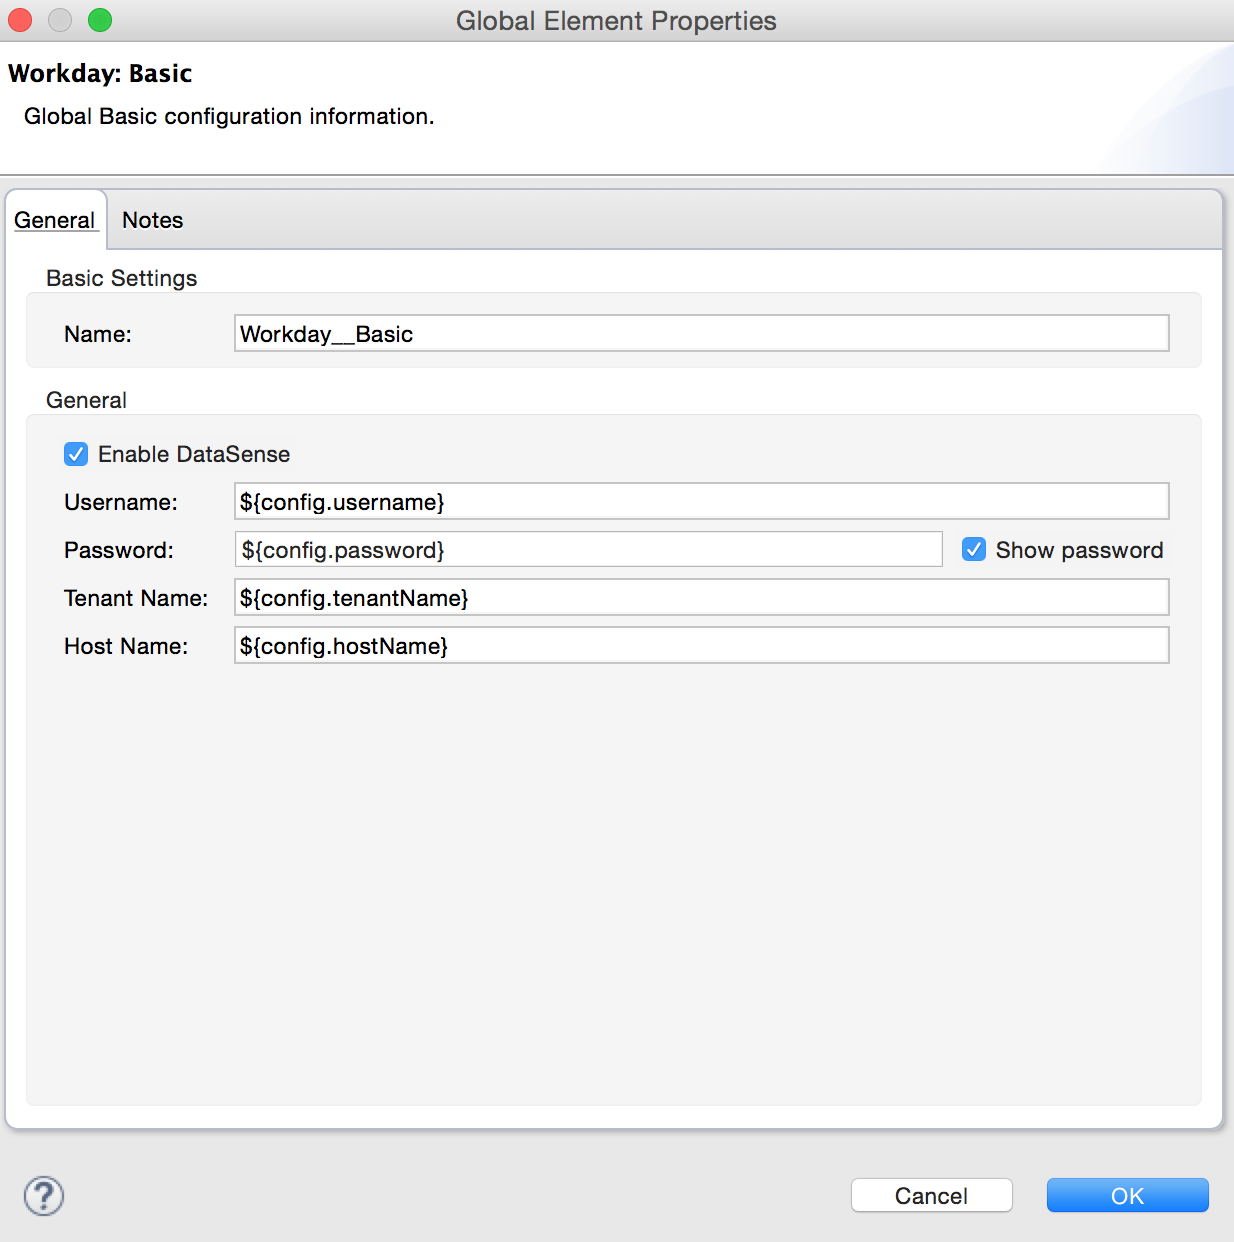 Global Element Properties
Workday: Basic
Global Basic configuration information.
General Notes
Basic Settings
Name: Workday__Basic
General
Enable DataSense
Username: ${config.username}
Password: ${config.password} Show password
Tenant Name: ${config.tenantName}
Host Name: ${config.hostName}
? Cancel OK